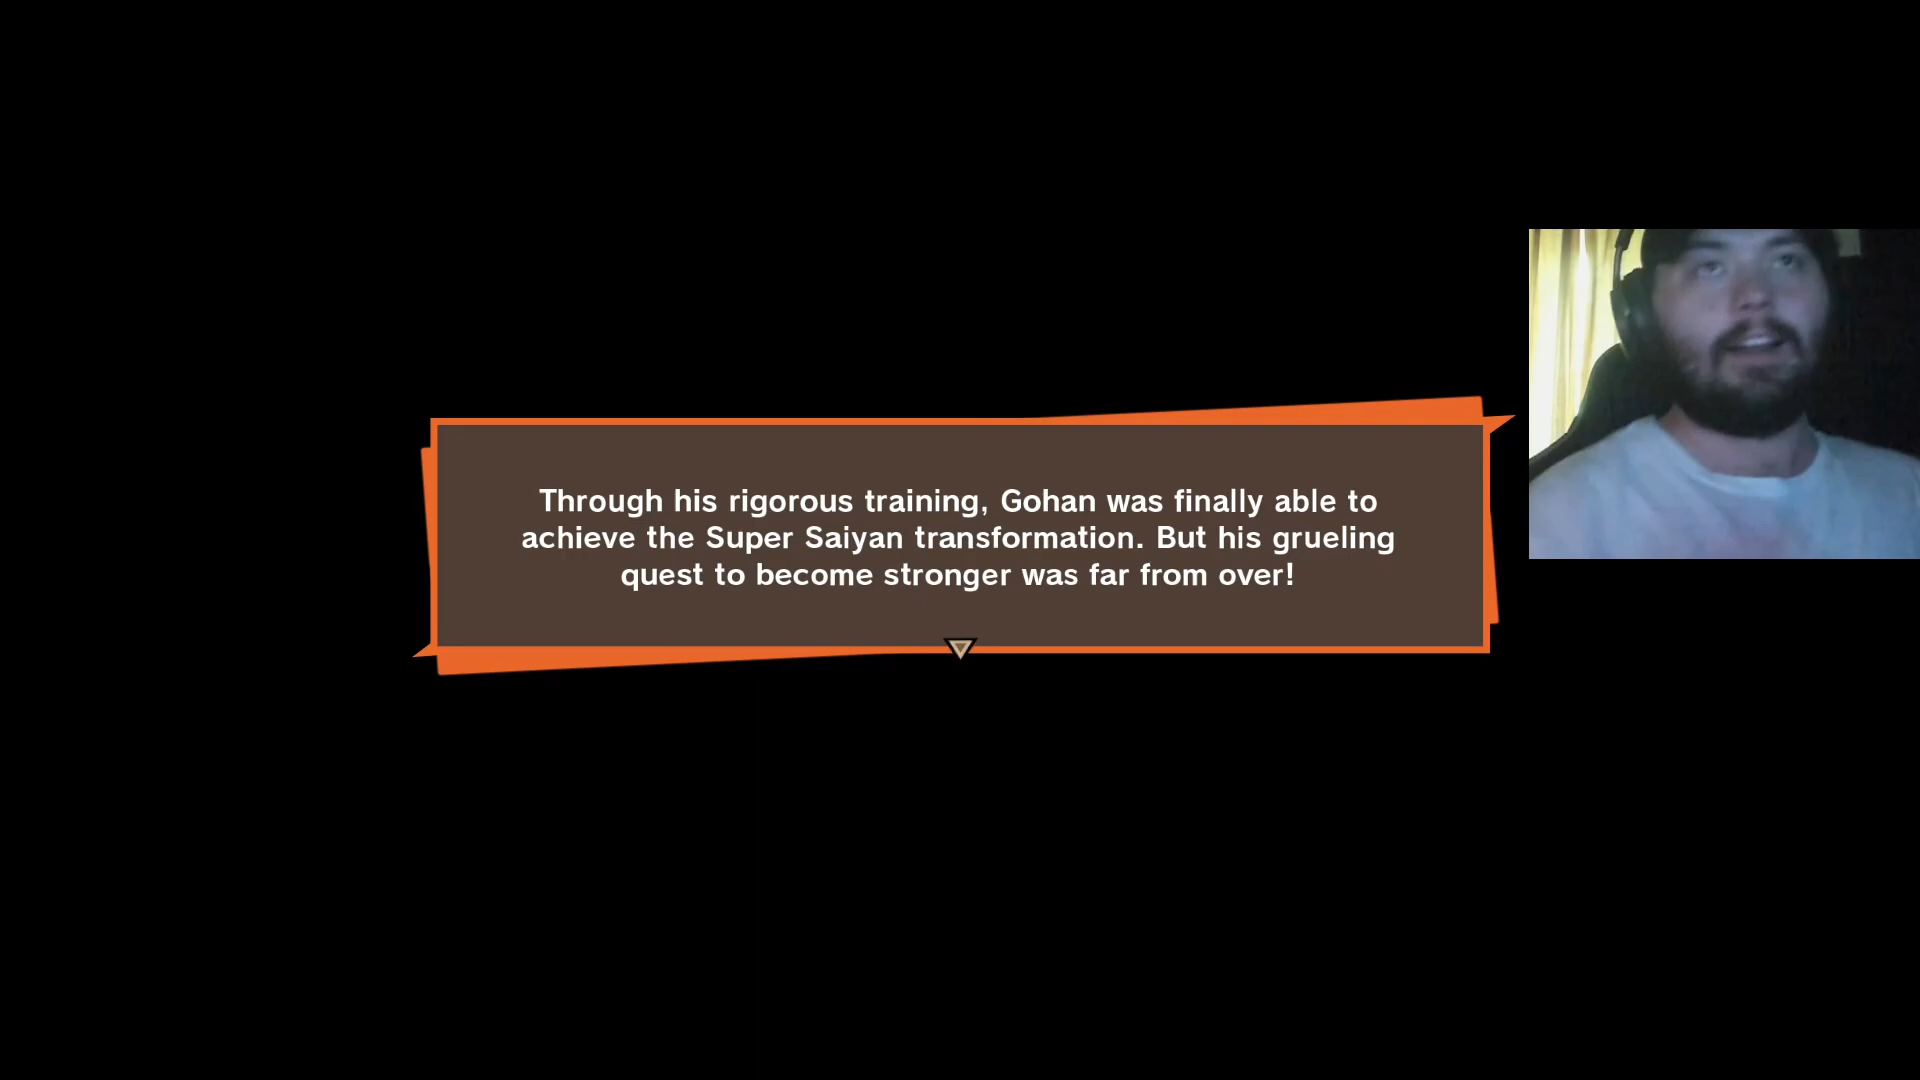 Through his rigorous training, Gohan was finally able to
achieve the Super Saiyan transformation. But his grueling
quest to become stronger was far from over!